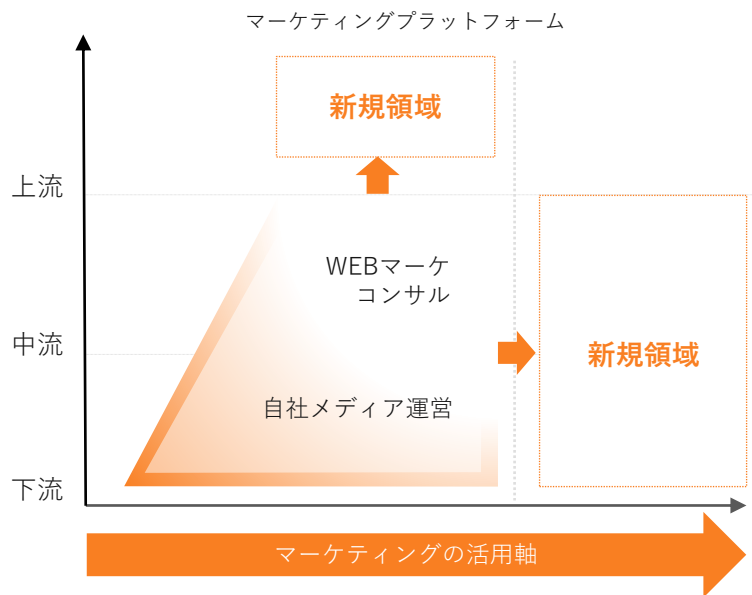 マーケティングプラットフォーム
新規領域
上流
WEBマーケ
コンサル
中流
新規領域
自社メディア運営
下流
マーケティングの活用軸